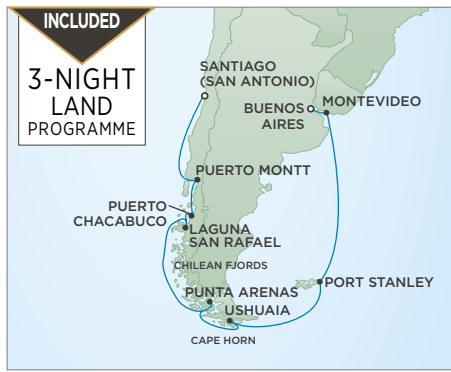 INCLUDED
3-NIGHT
LAND
PROGRAMME
SANTIAGO
(SAN ANTONIO)
BUENOS
AIRES
MONTEVIDEO
PUERTO MONTT
PUERTO
CHACABUCO
LAGUNA
SAN RAFAEL
CHILEAN FJORDS
PUNTA ARENAS
USHUAIA
PORT STANLEY
CAPE HORN